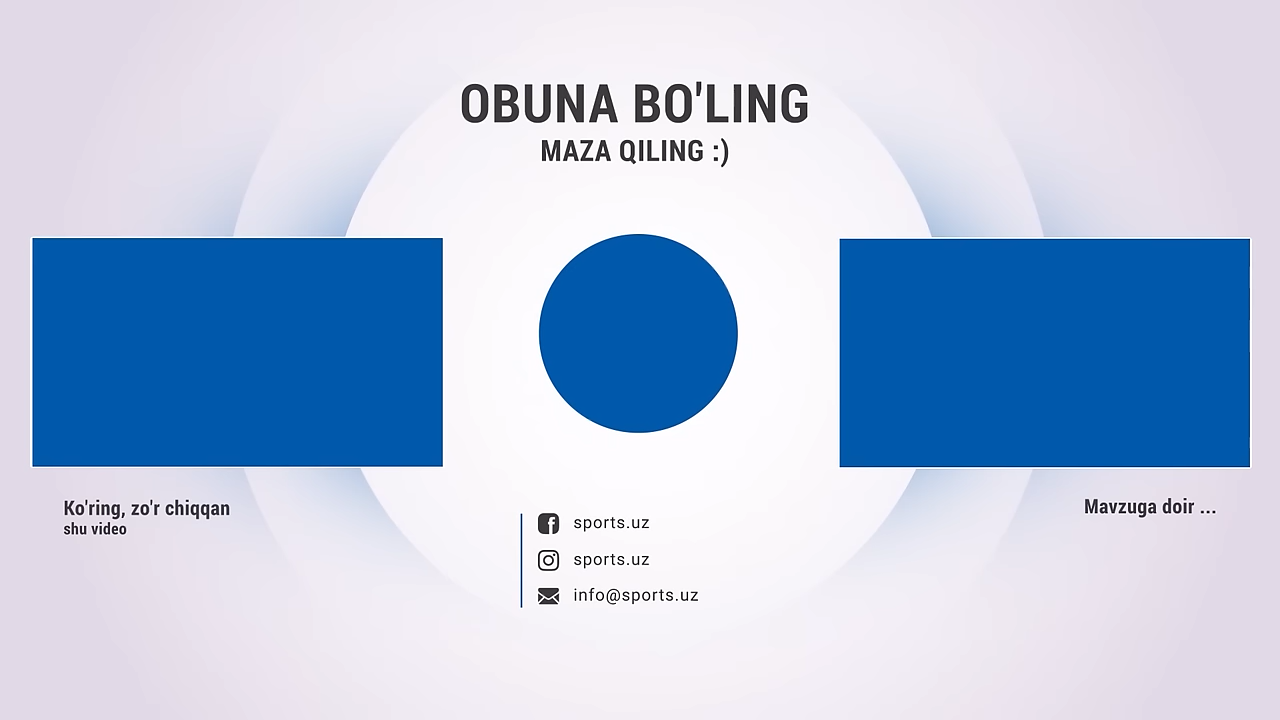 OBUNA BO'LING
MAZA QILING :)
Ko'ring, zo'r chiqqan
shu video
Mavzuga doir ...
sports.uz
sports.uz
info@sports.uz